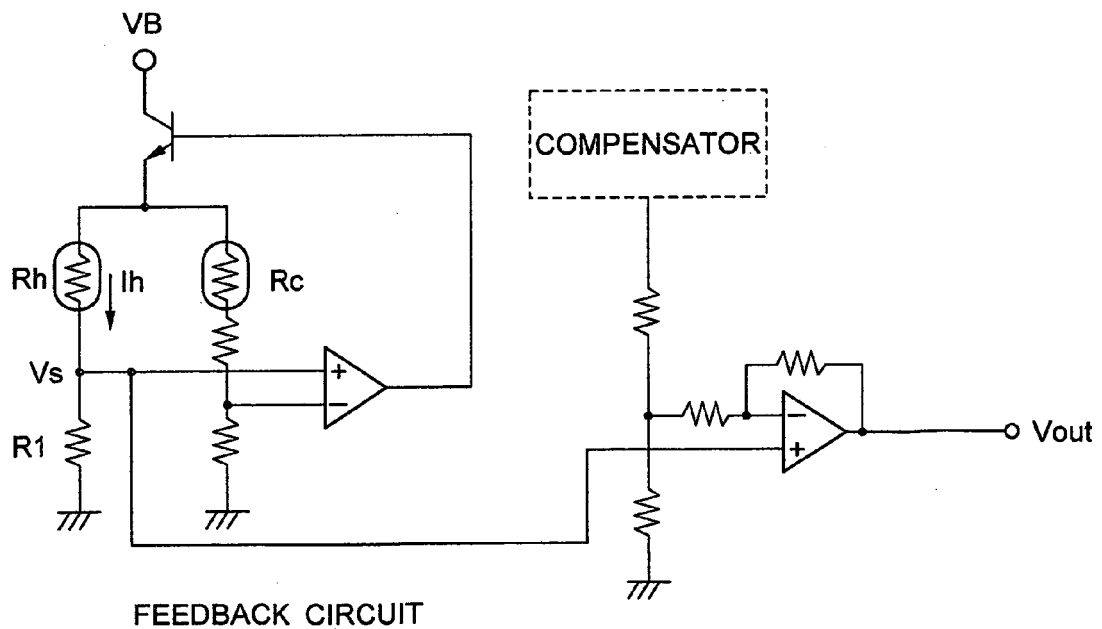 VB
COMPENSATOR
Rh
Ih
Rc
Vs
+
−
R1
−
+
Vout
FEEDBACK CIRCUIT